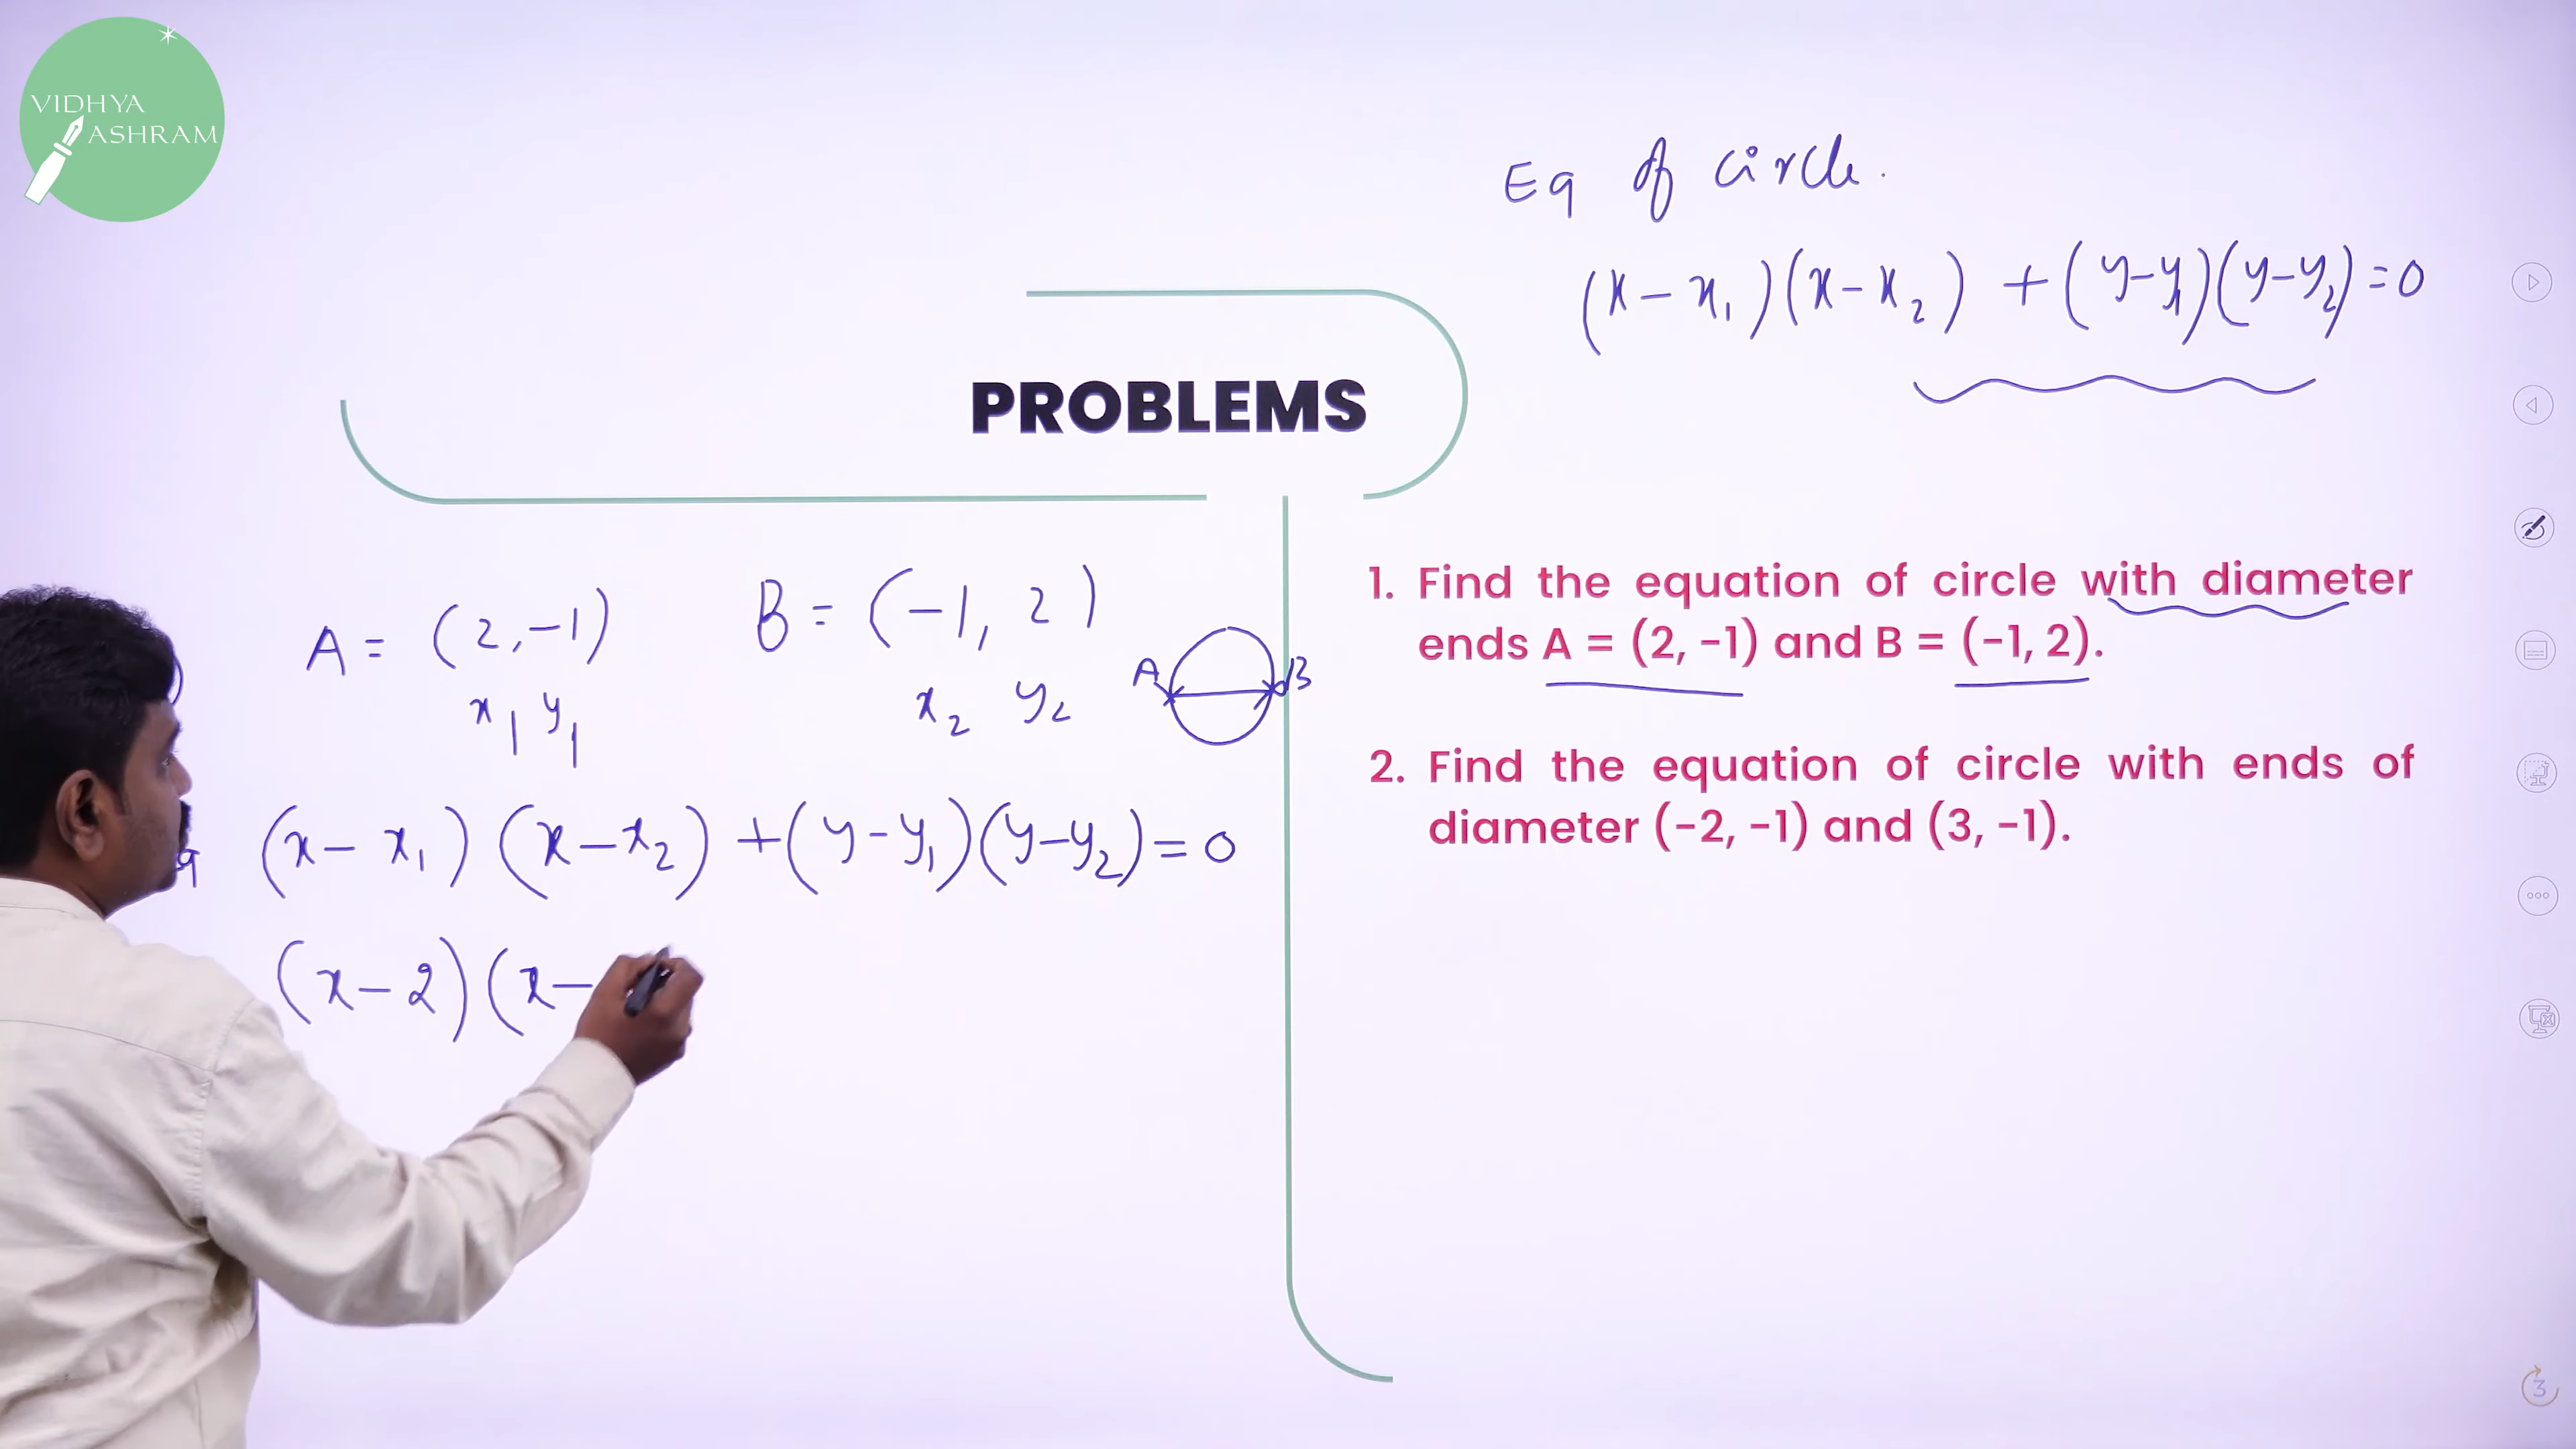 VIDHYA
ASHRAM
Eq of circle.
(x - x₁)(x - x₂) + (y-y₁)(y-y₂)=0
PROBLEMS
A = (2, -1) B = (-1, 2)
x₁ y₁ x₂ y₂
A B
(x - x₁) (x - x₂) + (y - y₁)(y - y₂) = 0
(x - 2) (x -
1. Find the equation of circle with diameter
ends A = (2, -1) and B = (-1, 2).
2. Find the equation of circle with ends of
diameter (-2, -1) and (3, -1).
3